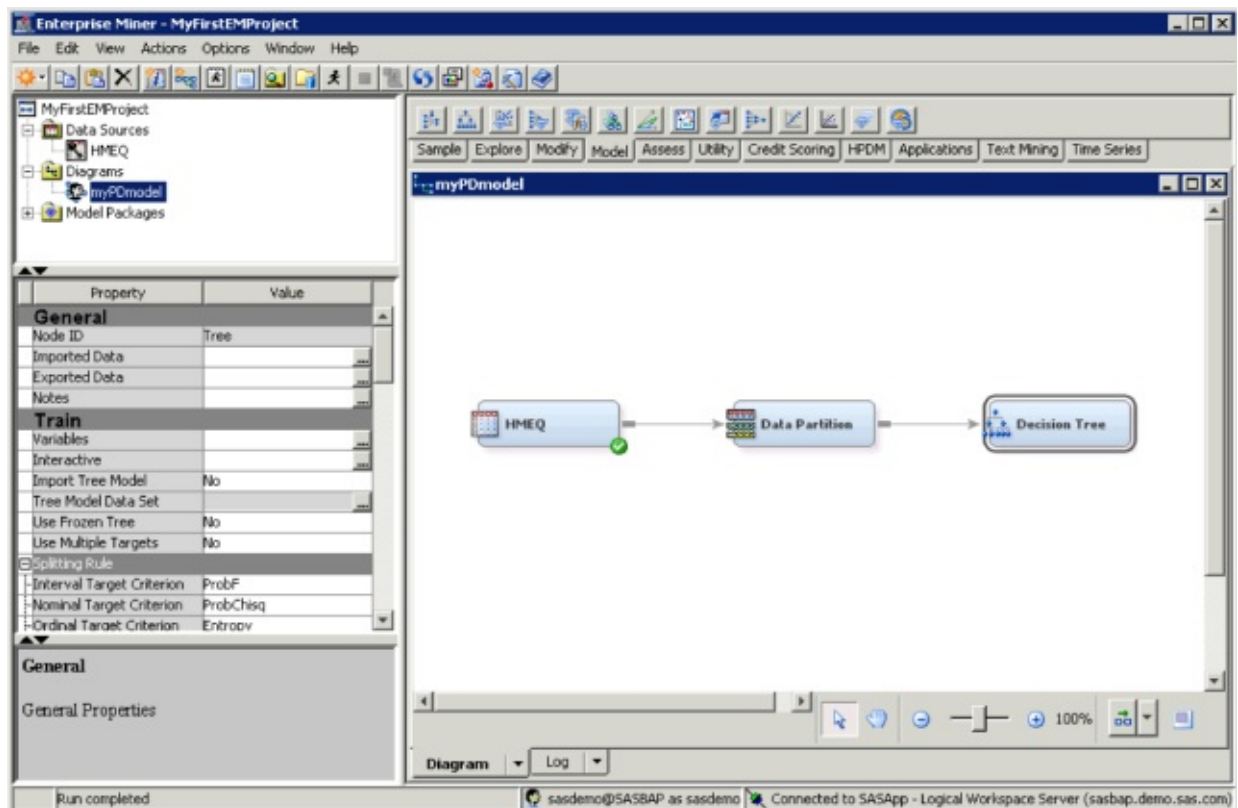 Enterprise Miner - MyFirstEMProject
File Edit View Actions Options Window Help
MyFirstEMProject
Data Sources
HMEQ
Diagrams
myPDmodel
Model Packages
Property Value
General
Node ID Tree
Imported Data ...
Exported Data ...
Notes ...
Train
Variables ...
Interactive ...
Import Tree Model No
Tree Model Data Set ...
Use Frozen Tree No
Use Multiple Targets No
Splitting Rule
Interval Target Criterion ProbF
Nominal Target Criterion ProbChisq
Ordinal Target Criterion Entropy
General
General Properties
Sample Explore Modify Model Assess Utility Credit Scoring HPDM Applications Text Mining Time Series
myPDmodel
HMEQ
Data Partition
Decision Tree
100%
Diagram Log
Run completed
sasdemo@SASBAP as sasdemo
Connected to SASApp - Logical Workspace Server (sasbap.demo.sas.com)